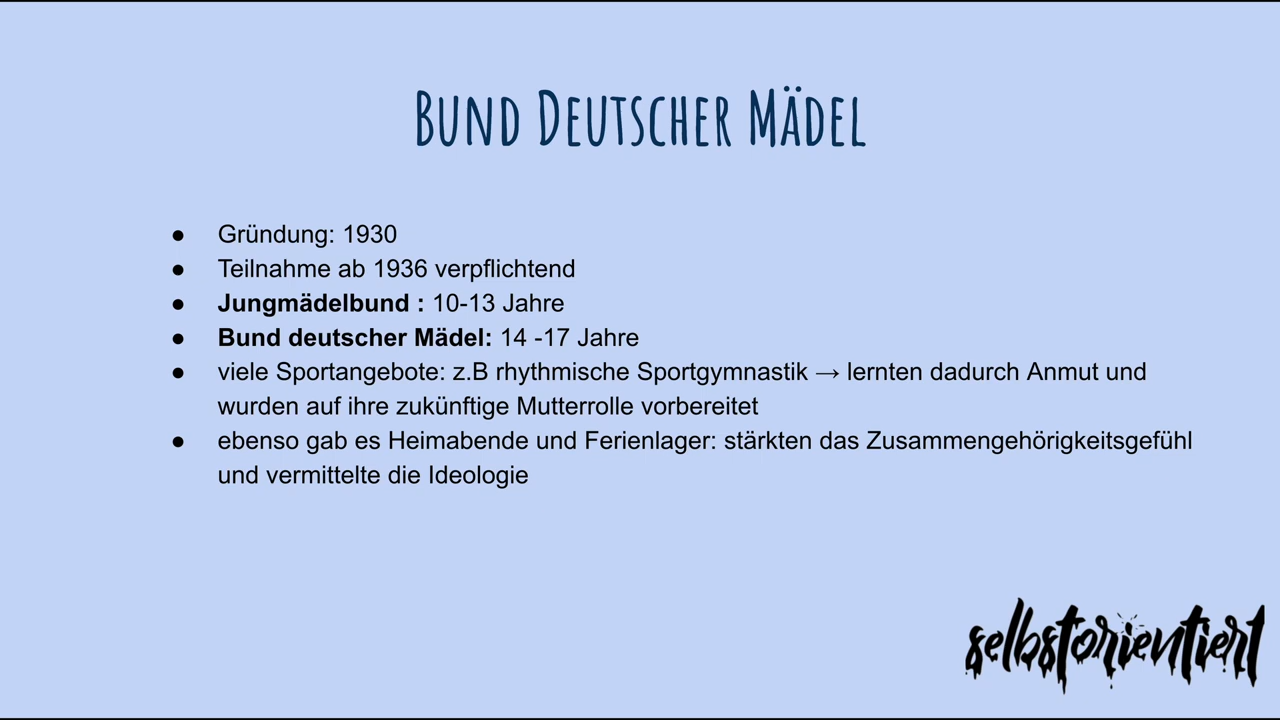 Bund Deutscher Mädel
● Gründung: 1930
● Teilnahme ab 1936 verpflichtend
● Jungmädelbund : 10-13 Jahre
● Bund deutscher Mädel: 14 -17 Jahre
● viele Sportangebote: z.B rhythmische Sportgymnastik → lernten dadurch Anmut und
wurden auf ihre zukünftige Mutterrolle vorbereitet
● ebenso gab es Heimabende und Ferienlager: stärkten das Zusammengehörigkeitsgefühl
und vermittelte die Ideologie
selbstorientiert